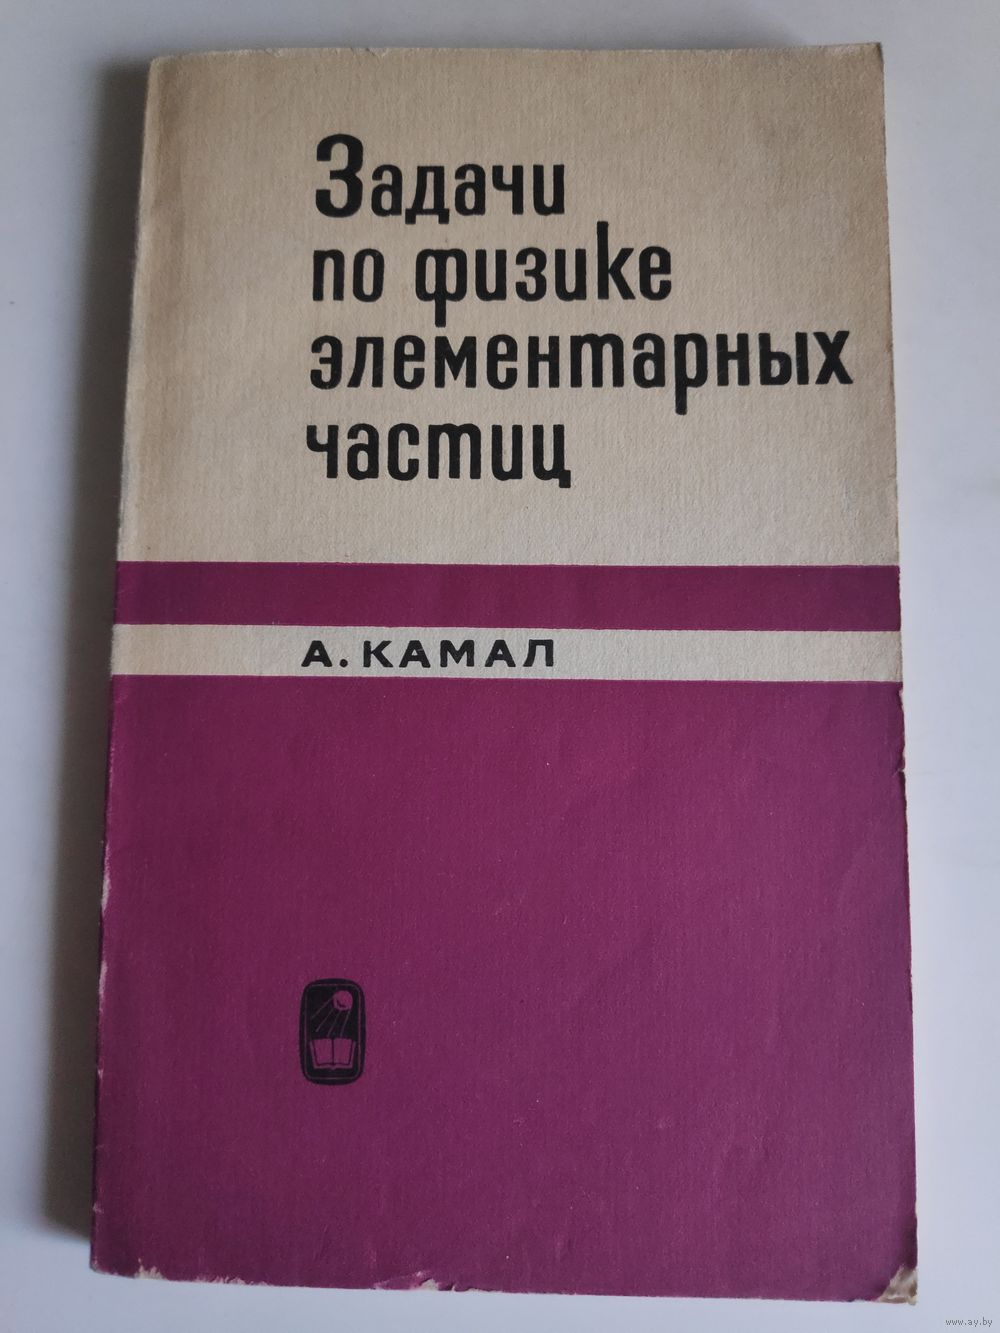 Задачи
по физике
элементарных
частиц
А. КАМАЛ
www.ay.by